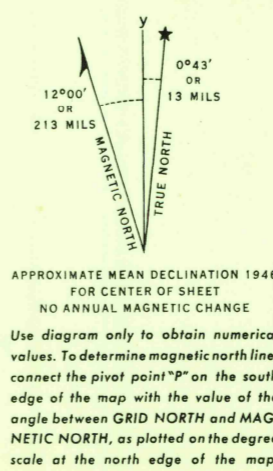 y
★
0°43'
OR
13 MILS
12°00'
OR
213 MILS
MAGNETIC NORTH
TRUE NORTH
APPROXIMATE MEAN DECLINATION 1946
FOR CENTER OF SHEET
NO ANNUAL MAGNETIC CHANGE
Use diagram only to obtain numerical
values. To determine magnetic north line,
connect the pivot point "P" on the south
edge of the map with the value of the
angle between GRID NORTH and MAG-
NETIC NORTH, as plotted on the degree
scale at the north edge of the map.